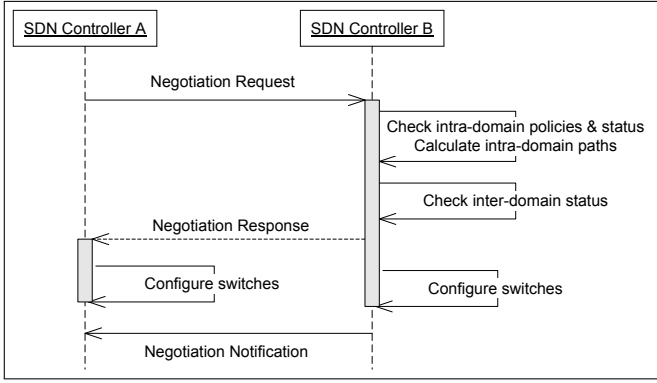 SDN Controller A
SDN Controller B
Negotiation Request
Check intra-domain policies & status
Calculate intra-domain paths
Check inter-domain status
Negotiation Response
Configure switches
Configure switches
Negotiation Notification